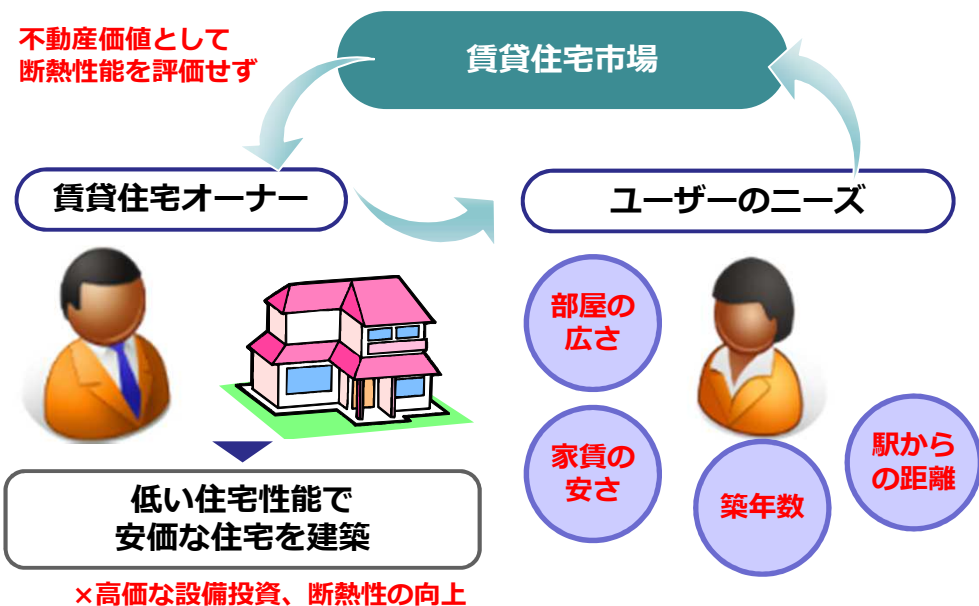 不動産価値として
断熱性能を評価せず
賃貸住宅市場
賃貸住宅オーナー
ユーザーのニーズ
部屋の
広さ
家賃の
安さ
築年数
駅から
の距離
低い住宅性能で
安価な住宅を建築
×高価な設備投資、断熱性の向上